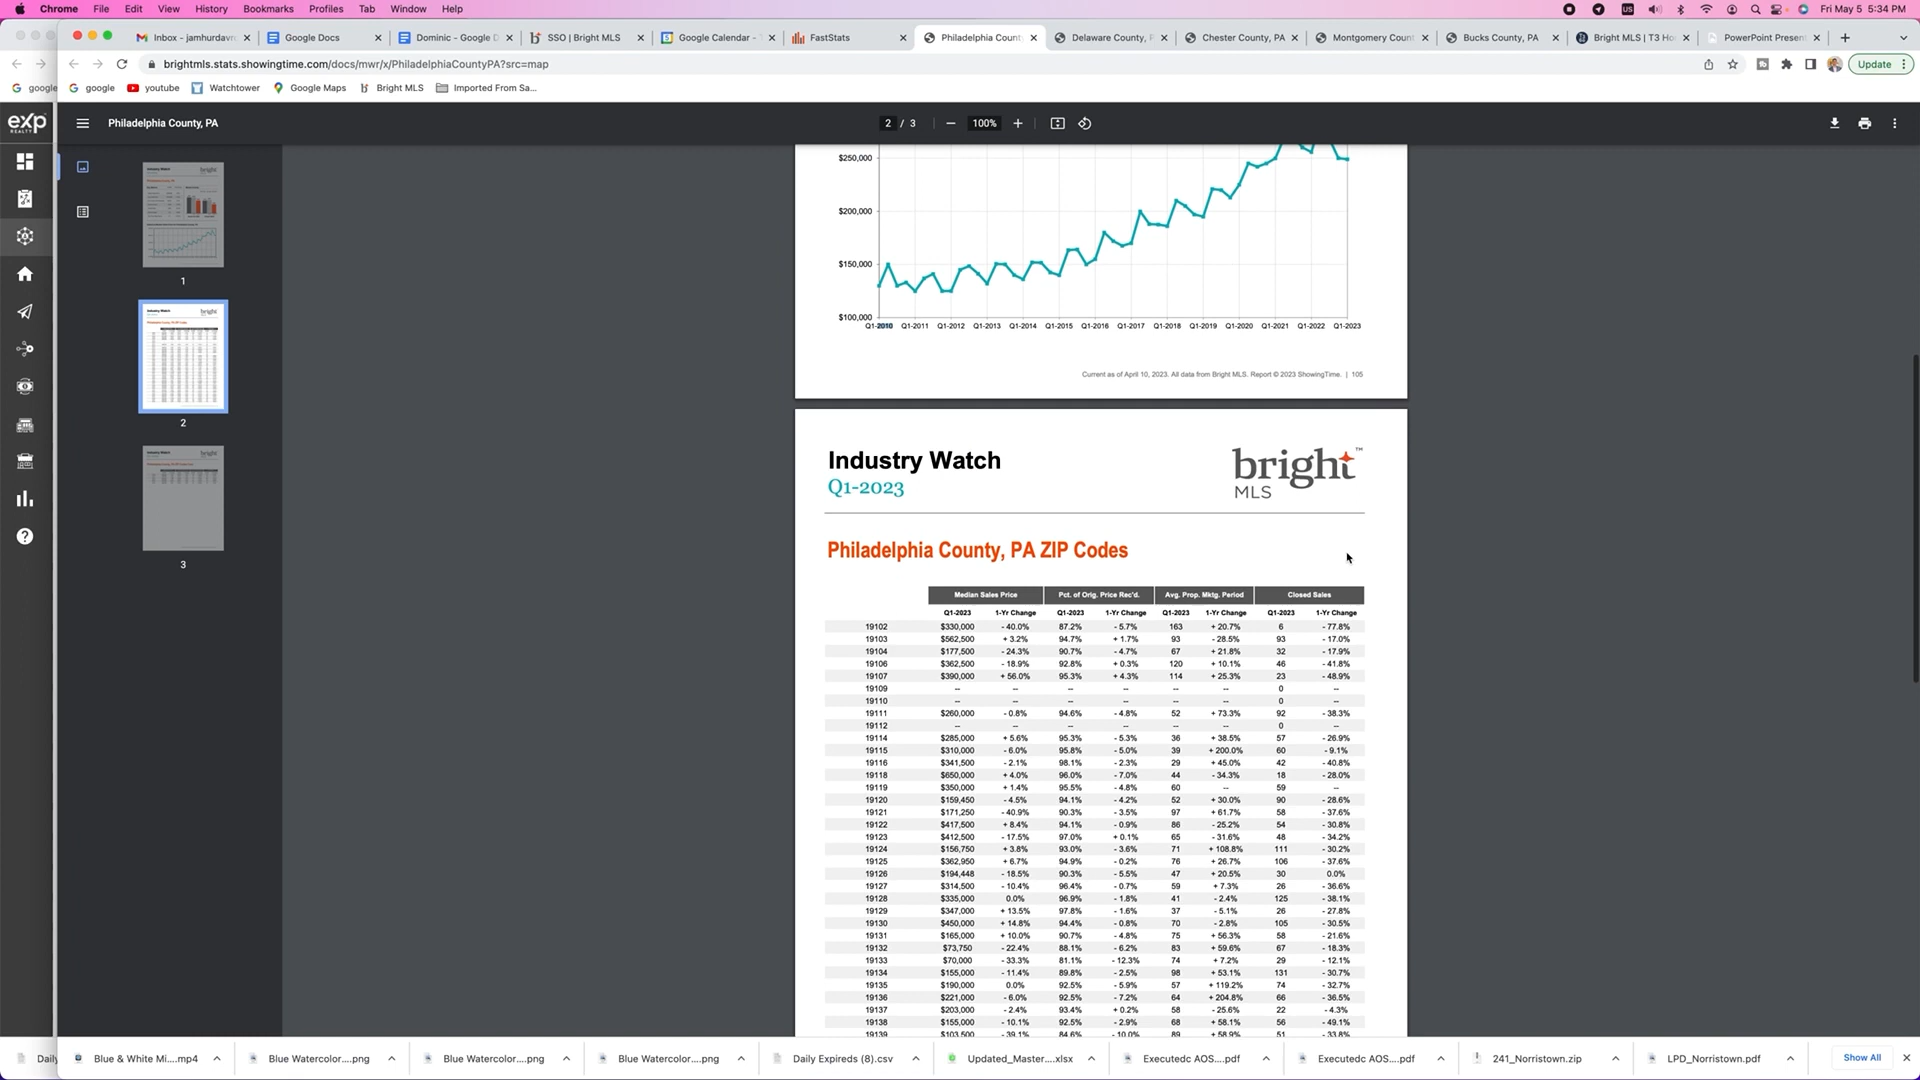 Chrome File Edit View History Bookmarks Profiles Tab Window Help US Fri May 5 5:34 PM
Inbox - jamhurdavn Google Docs Dominic - Google D SSO | Bright MLS Google Calendar - FastStats Philadelphia Count Delaware County, P Chester County, PA Montgomery Coun Bucks County, PA Bright MLS | T3 Ho PowerPoint Present
brightmls.stats.showingtime.com/docs/mwr/x/PhiladelphiaCountyPA?src=map Update
google google youtube Watchtower Google Maps Bright MLS Imported From Sa...
exp REALTY
Philadelphia County, PA 2 / 3 100%
1
2
3
$250,000
$200,000
$150,000
$100,000
Q1-2010 Q1-2011 Q1-2012 Q1-2013 Q1-2014 Q1-2015 Q1-2016 Q1-2017 Q1-2018 Q1-2019 Q1-2020 Q1-2021 Q1-2022 Q1-2023
Current as of April 10, 2023. All data from Bright MLS. Report © 2023 ShowingTime. | 105
Industry Watch
Q1-2023
bright™
MLS
Philadelphia County, PA ZIP Codes
Median Sales Price Pct. of Orig. Price Rec'd. Avg. Prop. Mktg. Period Closed Sales
Q1-2023 1-Yr Change Q1-2023 1-Yr Change Q1-2023 1-Yr Change Q1-2023 1-Yr Change
19102 $330,000 - 40.0% 87.2% - 5.7% 163 + 20.7% 6 - 77.8%
19103 $562,500 + 3.2% 94.7% + 1.7% 93 - 28.5% 93 - 17.0%
19104 $177,500 - 24.3% 90.7% - 4.7% 67 + 21.8% 32 - 17.9%
19106 $362,500 - 18.9% 92.8% + 0.3% 120 + 10.1% 46 - 41.8%
19107 $390,000 + 56.0% 95.3% + 4.3% 114 + 25.3% 23 - 48.9%
19109 -- -- -- -- -- -- 0 --
19110 -- -- -- -- -- -- 0 --
19111 $260,000 - 0.8% 94.6% - 4.8% 52 + 73.3% 92 - 38.3%
19112 -- -- -- -- -- -- 0 --
19114 $285,000 + 5.6% 95.3% - 5.3% 36 + 38.5% 57 - 26.9%
19115 $310,000 - 6.0% 95.8% - 5.0% 39 + 200.0% 60 - 9.1%
19116 $341,500 - 2.1% 98.1% - 2.3% 29 + 45.0% 42 - 40.8%
19118 $650,000 + 4.0% 96.0% - 7.0% 44 - 34.3% 18 - 28.0%
19119 $350,000 + 1.4% 95.5% - 4.8% 60 -- 59 --
19120 $159,450 - 4.5% 94.1% - 4.2% 52 + 30.0% 90 - 28.6%
19121 $171,250 - 40.9% 90.3% - 3.5% 97 + 61.7% 58 - 37.6%
19122 $417,500 + 8.4% 94.1% - 0.9% 86 - 25.2% 54 - 30.8%
19123 $412,500 - 17.5% 97.0% + 0.1% 65 - 31.6% 48 - 34.2%
19124 $156,750 + 3.8% 93.0% - 3.6% 71 + 108.8% 111 - 30.2%
19125 $362,950 + 6.7% 94.9% - 0.2% 76 + 26.7% 106 - 37.6%
19126 $194,448 - 18.5% 90.3% - 5.5% 47 + 20.5% 30 0.0%
19127 $314,500 - 10.4% 96.4% - 0.7% 59 + 7.3% 26 - 36.6%
19128 $335,000 0.0% 96.9% - 1.8% 41 - 2.4% 125 - 38.1%
19129 $347,000 + 13.5% 97.8% - 1.6% 37 - 5.1% 26 - 27.8%
19130 $450,000 + 14.8% 94.4% - 0.8% 70 - 2.8% 105 - 30.5%
19131 $165,000 + 10.0% 90.7% - 4.8% 75 + 56.3% 58 - 21.6%
19132 $73,750 - 22.4% 88.1% - 6.2% 83 + 59.6% 67 - 18.3%
19133 $70,000 - 33.3% 81.1% - 12.3% 74 + 7.2% 29 - 12.1%
19134 $155,000 - 11.4% 89.8% - 2.5% 98 + 53.1% 131 - 30.7%
19135 $190,000 0.0% 92.5% - 5.9% 57 + 119.2% 74 - 32.7%
19136 $221,000 - 6.0% 92.5% - 7.2% 64 + 204.8% 66 - 36.5%
19137 $203,000 - 2.4% 93.4% + 0.2% 58 - 25.6% 22 - 4.3%
19138 $155,000 - 10.1% 92.5% - 2.9% 68 + 58.1% 56 - 49.1%
19139 $103,500 - 39.1% 84.6% - 10.0% 89 + 58.9% 51 - 33.8%
Daily Blue & White Mi....mp4 Blue Watercolor....png Blue Watercolor....png Blue Watercolor....png Daily Expireds (8).csv Updated_Master....xlsx Executedc AOS....pdf Executedc AOS....pdf 241_Norristown.zip LPD_Norristown.pdf Show All